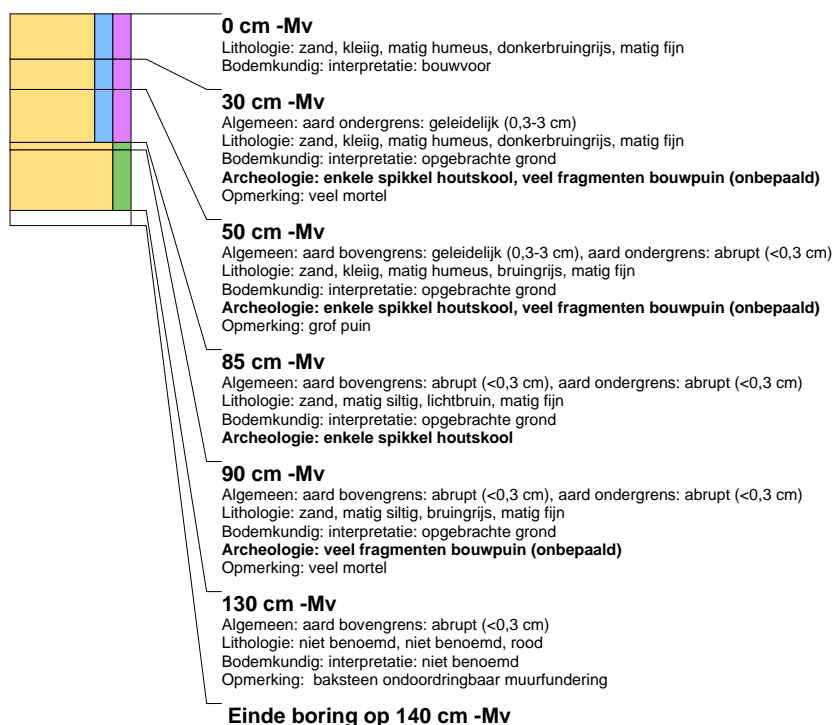 0 cm -Mv
Lithologie: zand, kleiig, matig humeus, donkerbruingrijs, matig fijn
Bodemkundig: interpretatie: bouwvoor
30 cm -Mv
Algemeen: aard ondergrens: geleidelijk (0,3-3 cm)
Lithologie: zand, kleiig, matig humeus, donkerbruingrijs, matig fijn
Bodemkundig: interpretatie: opgebrachte grond
Archeologie: enkele spikkel houtskool, veel fragmenten bouwpuin (onbepaald)
Opmerking: veel mortel
50 cm -Mv
Algemeen: aard bovengrens: geleidelijk (0,3-3 cm), aard ondergrens: abrupt (<0,3 cm)
Lithologie: zand, kleiig, matig humeus, bruingrijs, matig fijn
Bodemkundig: interpretatie: opgebrachte grond
Archeologie: enkele spikkel houtskool, veel fragmenten bouwpuin (onbepaald)
Opmerking: grof puin
85 cm -Mv
Algemeen: aard bovengrens: abrupt (<0,3 cm), aard ondergrens: abrupt (<0,3 cm)
Lithologie: zand, matig siltig, lichtbruin, matig fijn
Bodemkundig: interpretatie: opgebrachte grond
Archeologie: enkele spikkel houtskool
90 cm -Mv
Algemeen: aard bovengrens: abrupt (<0,3 cm), aard ondergrens: abrupt (<0,3 cm)
Lithologie: zand, matig siltig, bruingrijs, matig fijn
Bodemkundig: interpretatie: opgebrachte grond
Archeologie: veel fragmenten bouwpuin (onbepaald)
Opmerking: veel mortel
130 cm -Mv
Algemeen: aard bovengrens: abrupt (<0,3 cm)
Lithologie: niet benoemd, niet benoemd, rood
Bodemkundig: interpretatie: niet benoemd
Opmerking: baksteen ondoordringbaar muurfundering
Einde boring op 140 cm -Mv